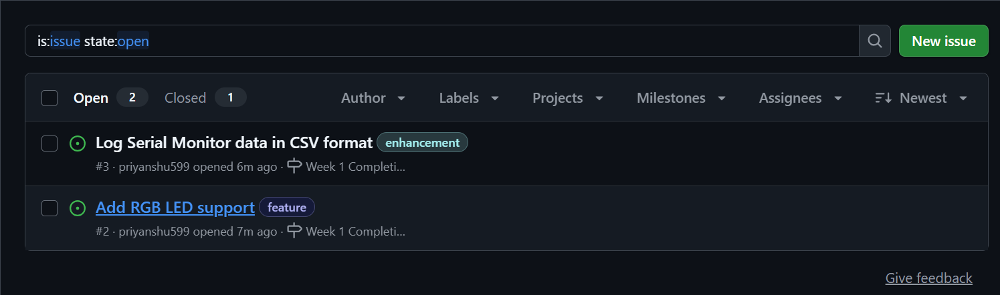 is:issue state:open
New issue
Open 2 Closed 1 Author Labels Projects Milestones Assignees Newest
Log Serial Monitor data in CSV format enhancement
#3 · priyanshu599 opened 6m ago · Week 1 Completi...
Add RGB LED support feature
#2 · priyanshu599 opened 7m ago · Week 1 Completi...
Give feedback